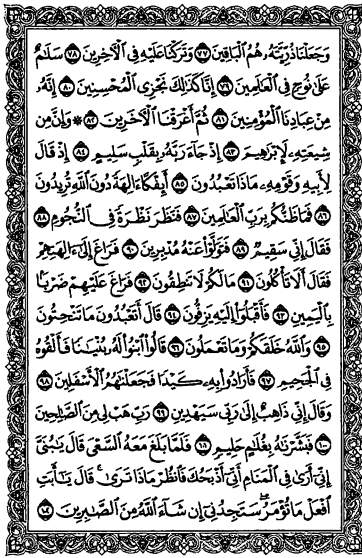 وَجَعَلْنَا ذُرِّيَّتَهُۥ هُمُ ٱلْبَاقِينَ ٧٧ وَتَرَكْنَا عَلَيْهِ فِى ٱلْءَاخِرِينَ ٧٨ سَلَٰمٌ
عَلَىٰ نُوحٍ فِى ٱلْعَٰلَمِينَ ٧٩ إِنَّا كَذَٰلِكَ نَجْزِى ٱلْمُحْسِنِينَ ٨٠ إِنَّهُۥ
مِنْ عِبَادِنَا ٱلْمُؤْمِنِينَ ٨١ ثُمَّ أَغْرَقْنَا ٱلْءَاخَرِينَ ٨٢ ۞ وَإِنَّ مِن
شِيعَتِهِۦ لَإِبْرَٰهِيمَ ٨٣ إِذْ جَآءَ رَبَّهُۥ بِقَلْبٍ سَلِيمٍ ٨٤ إِذْ قَالَ
لِأَبِيهِ وَقَوْمِهِۦ مَاذَا تَعْبُدُونَ ٨٥ أَئِفْكًا ءَالِهَةً دُونَ ٱللَّهِ تُرِيدُونَ
٨٦ فَمَا ظَنُّكُم بِرَبِّ ٱلْعَٰلَمِينَ ٨٧ فَنَظَرَ نَظْرَةً فِى ٱلنُّجُومِ ٨٨
فَقَالَ إِنِّى سَقِيمٌ ٨٩ فَتَوَلَّوْا۟ عَنْهُ مُدْبِرِينَ ٩٠ فَرَاغَ إِلَىٰٓ ءَالِهَتِهِمْ
فَقَالَ أَلَا تَأْكُلُونَ ٩١ مَا لَكُمْ لَا تَنطِقُونَ ٩٢ فَرَاغَ عَلَيْهِمْ ضَرْبًۢا
بِٱلْيَمِينِ ٩٣ فَأَقْبَلُوٓا۟ إِلَيْهِ يَزِفُّونَ ٩٤ قَالَ أَتَعْبُدُونَ مَا تَنْحِتُونَ
٩٥ وَٱللَّهُ خَلَقَكُمْ وَمَا تَعْمَلُونَ ٩٦ قَالُوا۟ ٱبْنُوا۟ لَهُۥ بُنْيَٰنًا فَأَلْقُوهُ
فِى ٱلْجَحِيمِ ٩٧ فَأَرَادُوا۟ بِهِۦ كَيْدًا فَجَعَلْنَٰهُمُ ٱلْأَسْفَلِينَ ٩٨
وَقَالَ إِنِّى ذَاهِبٌ إِلَىٰ رَبِّى سَيَهْدِينِ ٩٩ رَبِّ هَبْ لِى مِنَ ٱلصَّٰلِحِينَ
١٠٠ فَبَشَّرْنَٰهُ بِغُلَٰمٍ حَلِيمٍ ١٠١ فَلَمَّا بَلَغَ مَعَهُ ٱلسَّعْىَ قَالَ يَٰبُنَىَّ
إِنِّىٓ أَرَىٰ فِى ٱلْمَنَامِ أَنِّىٓ أَذْبَحُكَ فَٱنظُرْ مَاذَا تَرَىٰ ۚ قَالَ يَٰٓأَبَتِ
ٱفْعَلْ مَا تُؤْمَرُ ۖ سَتَجِدُنِىٓ إِن شَآءَ ٱللَّهُ مِنَ ٱلصَّٰبِرِينَ ١٠٢